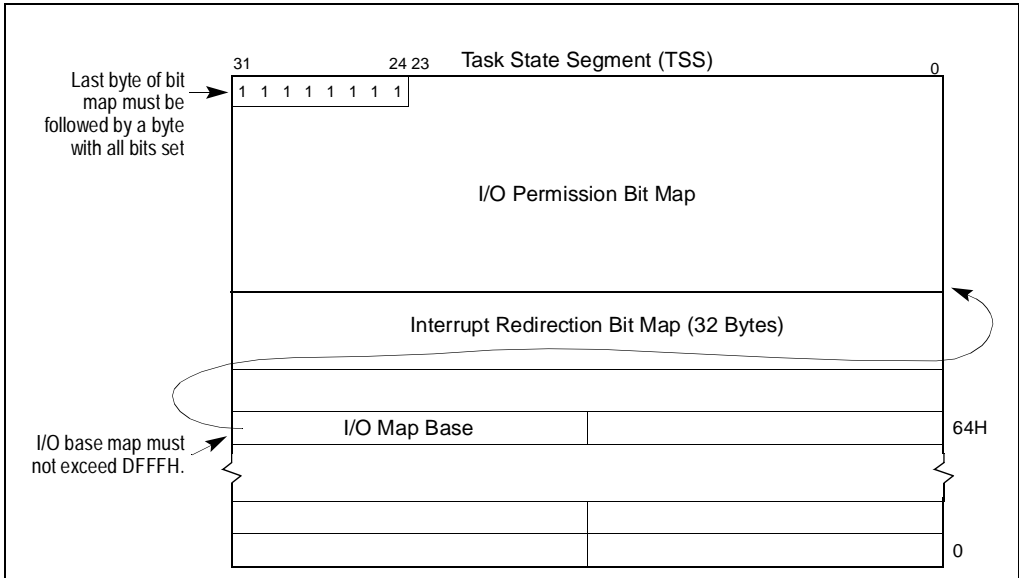 Task State Segment (TSS)
31
24 23
0
Last byte of bit
map must be
followed by a byte
with all bits set
1 1 1 1 1 1 1 1
I/O Permission Bit Map
Interrupt Redirection Bit Map (32 Bytes)
I/O Map Base
64H
I/O base map must
not exceed DFFFH.
0